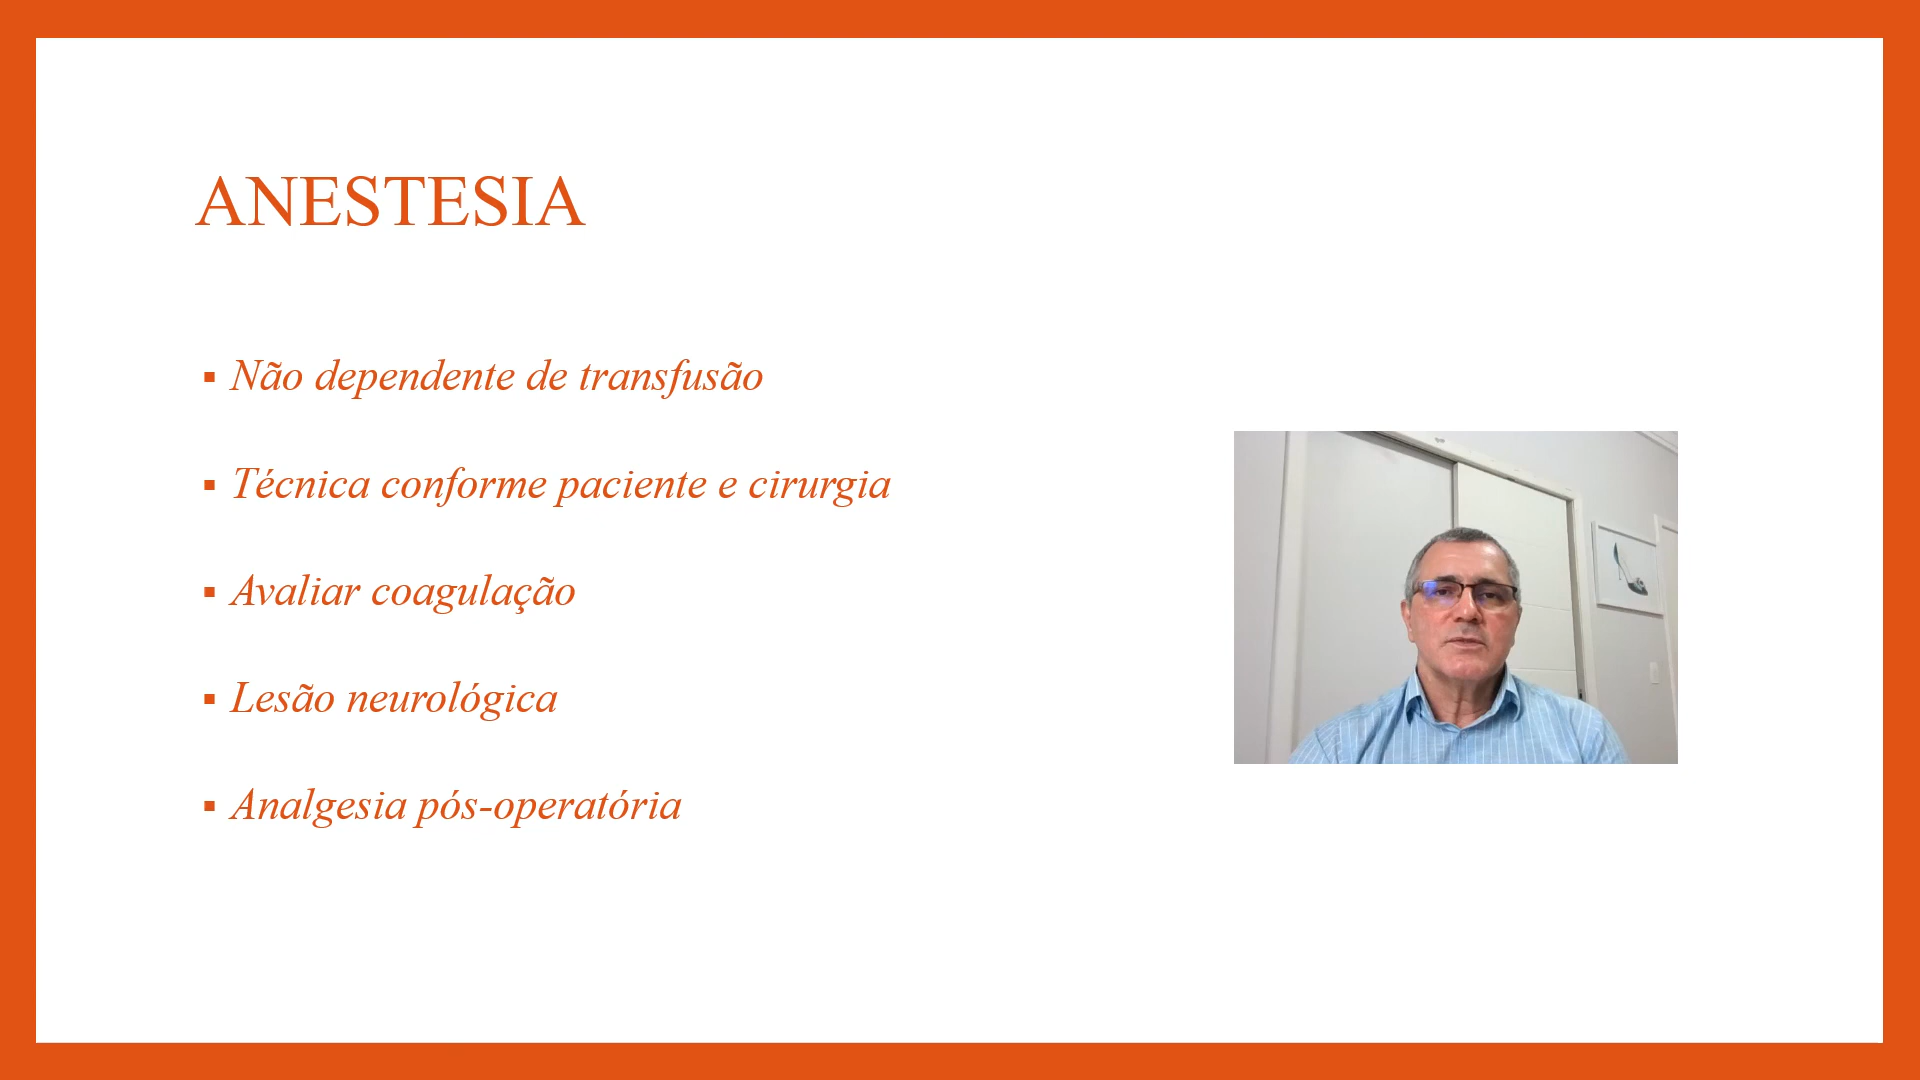 ANESTESIA
▪ Não dependente de transfusão
▪ Técnica conforme paciente e cirurgia
▪ Avaliar coagulação
▪ Lesão neurológica
▪ Analgesia pós-operatória